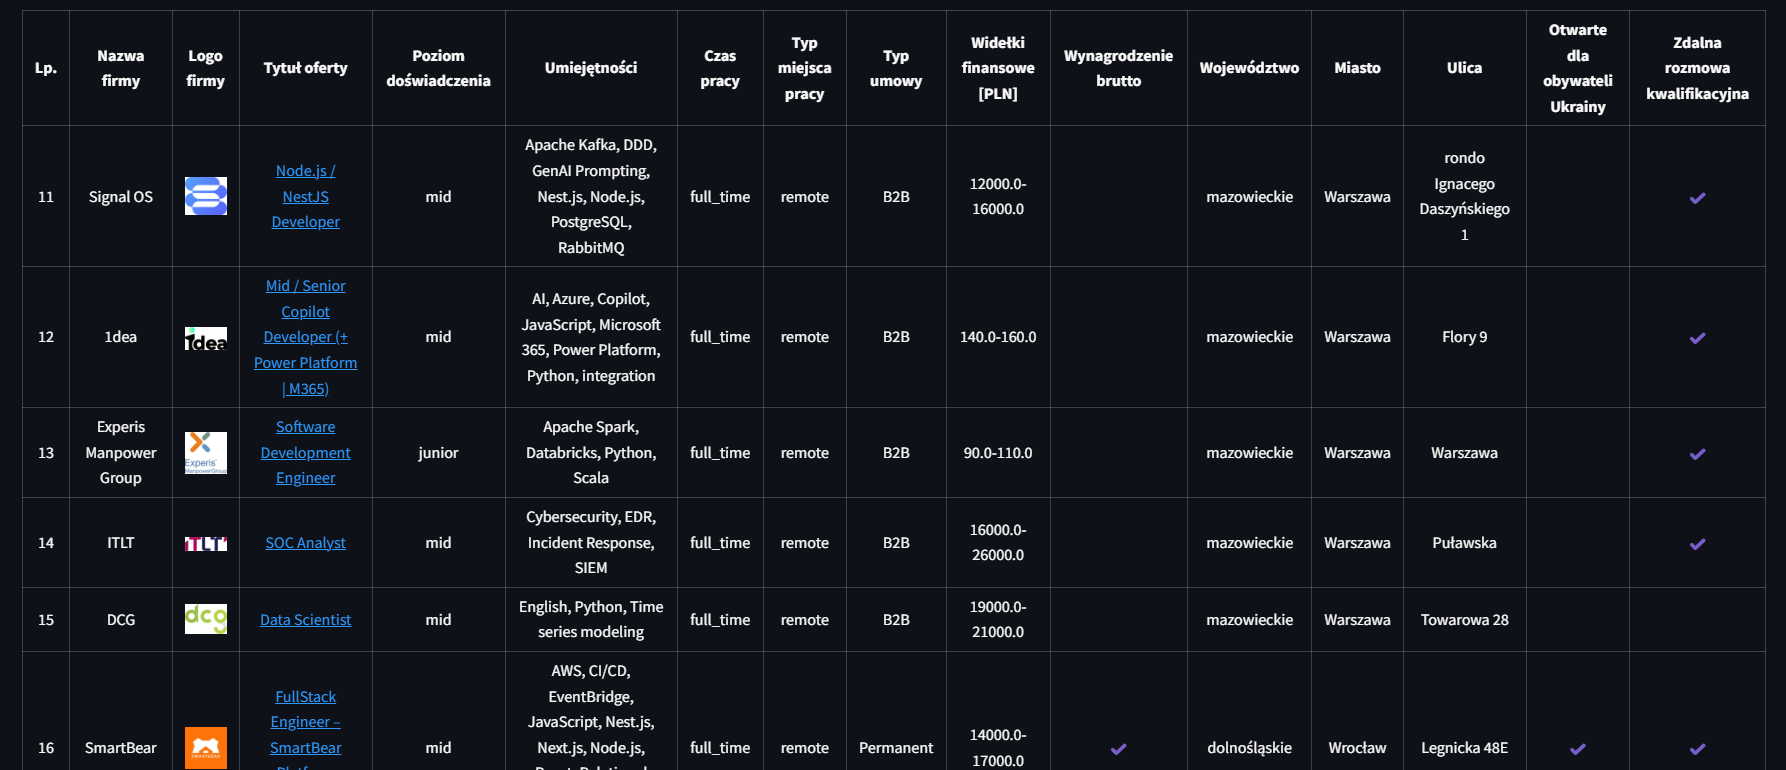 Lp.
Nazwa firmy
Logo firmy
Tytuł oferty
Poziom doświadczenia
Umiejętności
Czas pracy
Typ miejsca pracy
Typ umowy
Widełki finansowe [PLN]
Wynagrodzenie brutto
Województwo
Miasto
Ulica
Otwarte dla obywateli Ukrainy
Zdalna rozmowa kwalifikacyjna
11
Signal OS
Node.js /
NestJS
Developer
mid
Apache Kafka, DDD,
GenAI Prompting,
Nest.js, Node.js,
PostgreSQL,
RabbitMQ
full_time
remote
B2B
12000.0-
16000.0
mazowieckie
Warszawa
rondo
Ignacego
Daszyńskiego
1
12
1dea
idea
Mid / Senior
Copilot
Developer (+
Power Platform
| M365)
mid
AI, Azure, Copilot,
JavaScript, Microsoft
365, Power Platform,
Python, integration
full_time
remote
B2B
140.0-160.0
mazowieckie
Warszawa
Flory 9
13
Experis
Manpower
Group
Experis
ManpowerGroup
Software
Development
Engineer
junior
Apache Spark,
Databricks, Python,
Scala
full_time
remote
B2B
90.0-110.0
mazowieckie
Warszawa
Warszawa
14
ITLT
ITLT
SOC Analyst
mid
Cybersecurity, EDR,
Incident Response,
SIEM
full_time
remote
B2B
16000.0-
26000.0
mazowieckie
Warszawa
Puławska
15
DCG
dcg
Data Scientist
mid
English, Python, Time
series modeling
full_time
remote
B2B
19000.0-
21000.0
mazowieckie
Warszawa
Towarowa 28
16
SmartBear
FullStack
Engineer –
SmartBear
mid
AWS, CI/CD,
EventBridge,
JavaScript, Nest.js,
Next.js, Node.js,
full_time
remote
Permanent
14000.0-
17000.0
dolnośląskie
Wrocław
Legnicka 48E